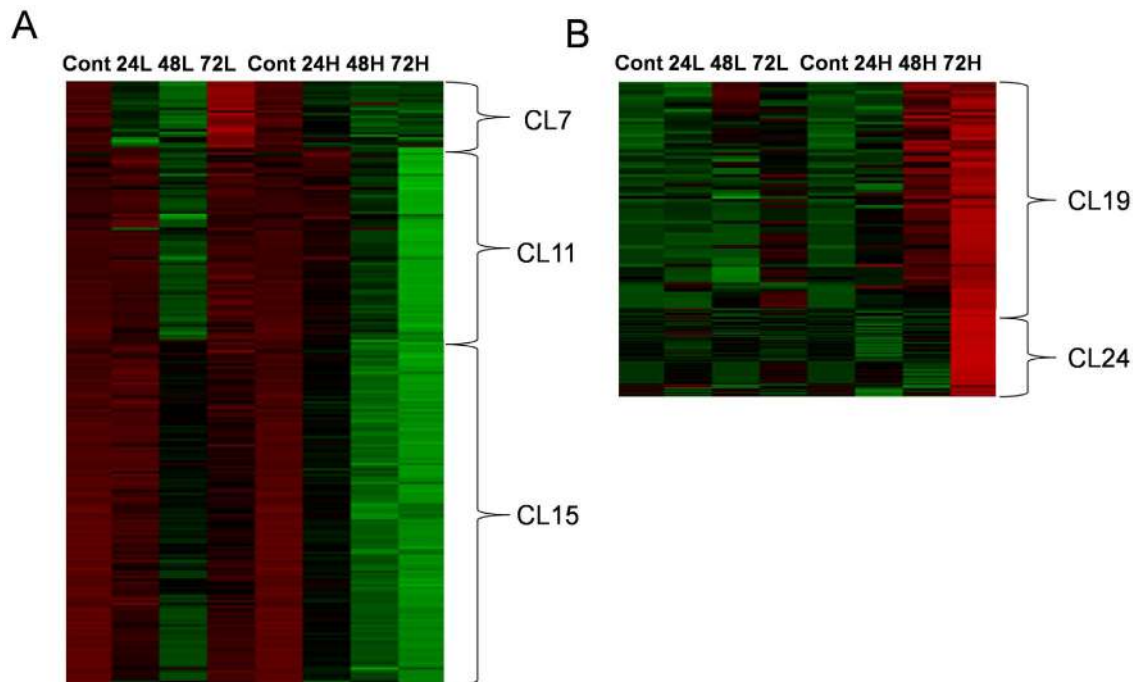 A
Cont 24L 48L 72L Cont 24H 48H 72H
CL7
CL11
CL15
B
Cont 24L 48L 72L Cont 24H 48H 72H
CL19
CL24